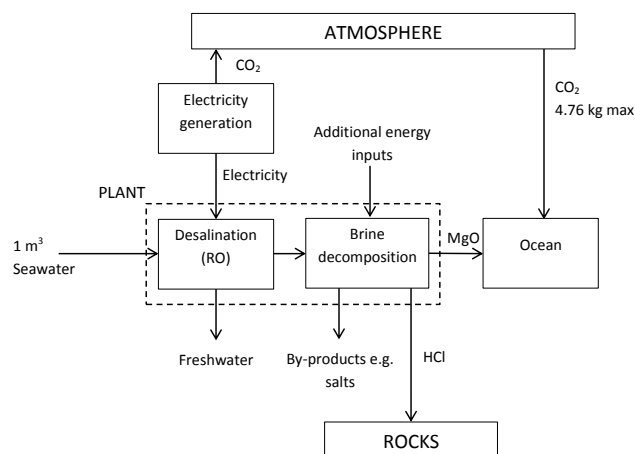 ATMOSPHERE
CO₂
CO₂
4.76 kg max
Electricity
generation
Additional energy
inputs
Electricity
PLANT
1 m³
Seawater
Desalination
(RO)
Brine
decomposition
MgO
Ocean
Freshwater
By-products e.g.
salts
HCl
ROCKS